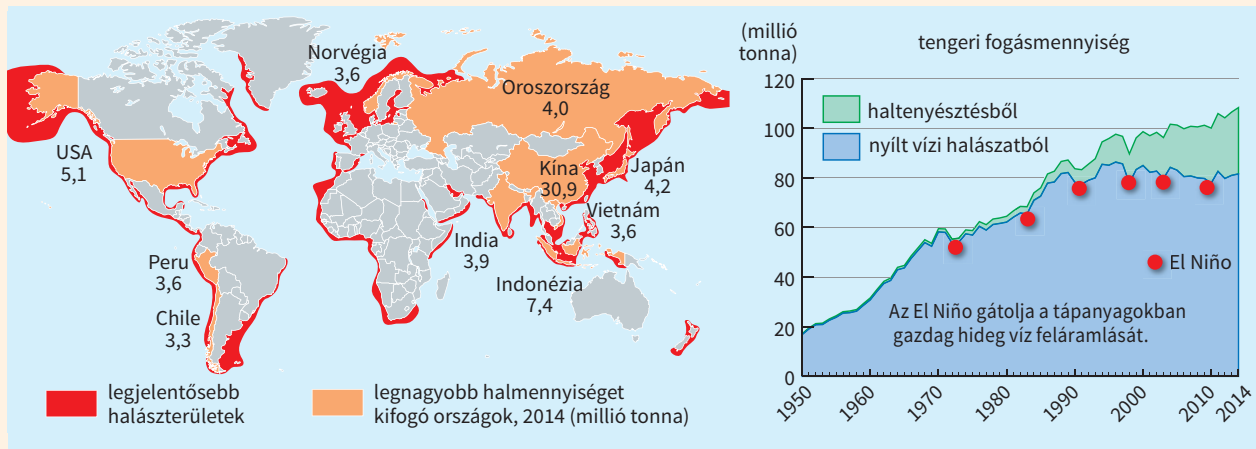 Norvégia
3,6
Oroszország
4,0
USA
5,1
Kína
30,9
Japán
4,2
Vietnám
3,6
India
3,9
Peru
3,6
Indonézia
7,4
Chile
3,3
legjelentősebb
halászterületek
legnagyobb halmennyiséget
kifogó országok, 2014 (millió tonna)
(millió
tonna)
tengeri fogásmennyiség
120
100
80
60
40
20
0
haltenyésztésből
nyílt vízi halászatból
El Niño
Az El Niño gátolja a tápanyagokban
gazdag hideg víz feláramlását.
1950
1960
1970
1980
1990
2000
2010
2014